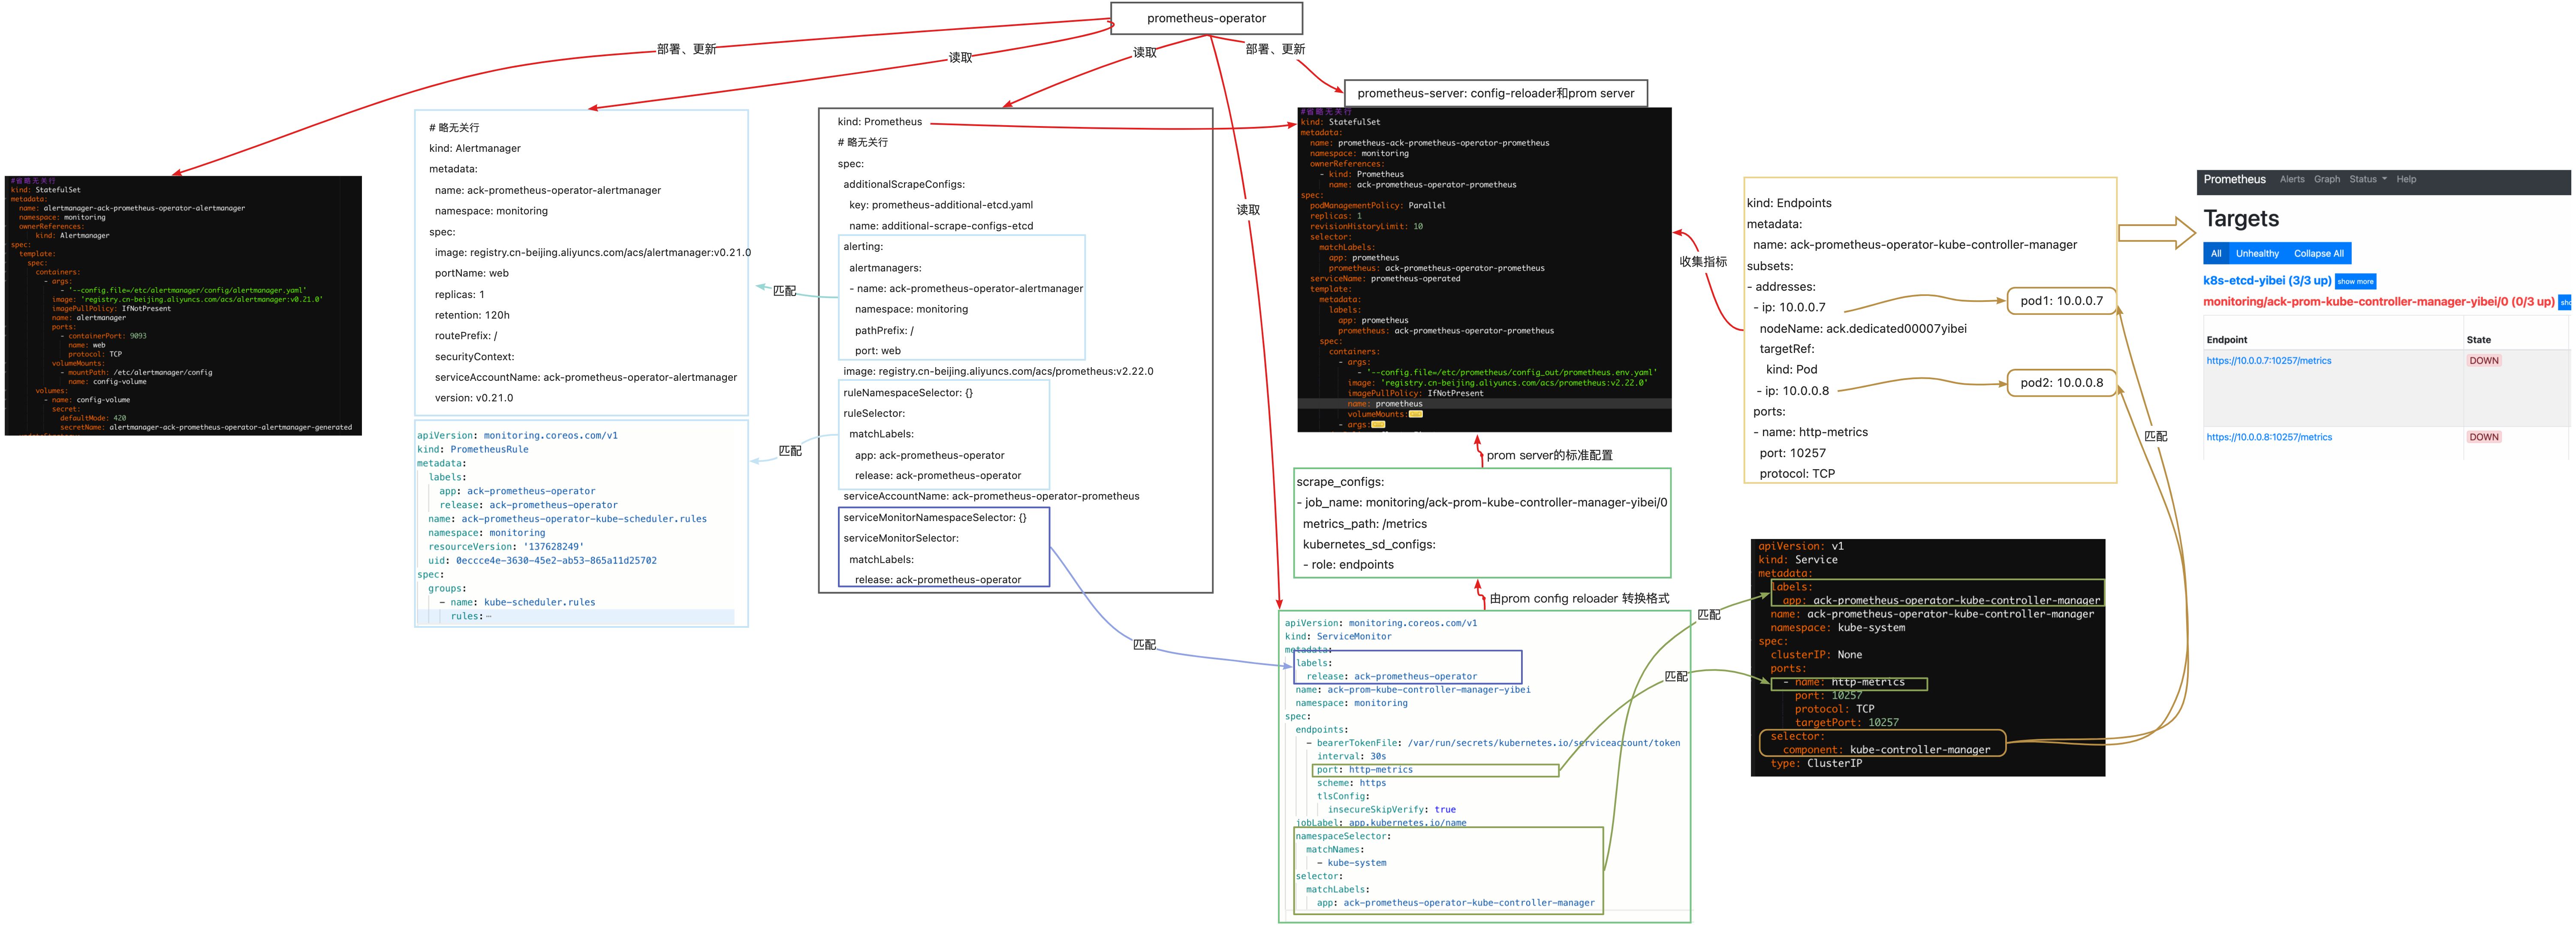 prometheus-operator
部署、更新
读取
读取
部署、更新
读取
#省略无关行
kind: StatefulSet
metadata:
name: alertmanager-ack-prometheus-operator-alertmanager
namespace: monitoring
ownerReferences:
kind: Alertmanager
spec:
template:
spec:
containers:
- args:
- '--config.file=/etc/alertmanager/config/alertmanager.yaml'
image: 'registry.cn-beijing.aliyuncs.com/acs/alertmanager:v0.21.0'
imagePullPolicy: IfNotPresent
name: alertmanager
ports:
- containerPort: 9093
name: web
protocol: TCP
volumeMounts:
- mountPath: /etc/alertmanager/config
name: config-volume
volumes:
- name: config-volume
secret:
defaultMode: 420
secretName: alertmanager-ack-prometheus-operator-alertmanager-generated
# 略无关行
kind: Alertmanager
metadata:
name: ack-prometheus-operator-alertmanager
namespace: monitoring
spec:
image: registry.cn-beijing.aliyuncs.com/acs/alertmanager:v0.21.0
portName: web
replicas: 1
retention: 120h
routePrefix: /
securityContext:
serviceAccountName: ack-prometheus-operator-alertmanager
version: v0.21.0
apiVersion: monitoring.coreos.com/v1
kind: PrometheusRule
metadata:
labels:
app: ack-prometheus-operator
release: ack-prometheus-operator
name: ack-prometheus-operator-kube-scheduler.rules
namespace: monitoring
resourceVersion: '137628249'
uid: 0eccce4e-3630-45e2-ab53-865a11d25702
spec:
groups:
- name: kube-scheduler.rules
rules:
匹配
匹配
kind: Prometheus
# 略无关行
spec:
additionalScrapeConfigs:
key: prometheus-additional-etcd.yaml
name: additional-scrape-configs-etcd
alerting:
alertmanagers:
- name: ack-prometheus-operator-alertmanager
namespace: monitoring
pathPrefix: /
port: web
image: registry.cn-beijing.aliyuncs.com/acs/prometheus:v2.22.0
ruleNamespaceSelector: {}
ruleSelector:
matchLabels:
app: ack-prometheus-operator
release: ack-prometheus-operator
serviceAccountName: ack-prometheus-operator-prometheus
serviceMonitorNamespaceSelector: {}
serviceMonitorSelector:
matchLabels:
release: ack-prometheus-operator
匹配
prometheus-server: config-reloader和prom server
#省略无关行
kind: StatefulSet
metadata:
name: prometheus-ack-prometheus-operator-prometheus
namespace: monitoring
ownerReferences:
- kind: Prometheus
name: ack-prometheus-operator-prometheus
spec:
podManagementPolicy: Parallel
replicas: 1
revisionHistoryLimit: 10
selector:
matchLabels:
app: prometheus
prometheus: ack-prometheus-operator-prometheus
serviceName: prometheus-operated
template:
metadata:
labels:
app: prometheus
prometheus: ack-prometheus-operator-prometheus
spec:
containers:
- args:
- '--config.file=/etc/prometheus/config_out/prometheus.env.yaml'
image: 'registry.cn-beijing.aliyuncs.com/acs/prometheus:v2.22.0'
imagePullPolicy: IfNotPresent
name: prometheus
volumeMounts:
- args:
prom server的标准配置
scrape_configs:
- job_name: monitoring/ack-prom-kube-controller-manager-yibei/0
metrics_path: /metrics
kubernetes_sd_configs:
- role: endpoints
由prom config reloader 转换格式
apiVersion: monitoring.coreos.com/v1
kind: ServiceMonitor
metadata:
labels:
release: ack-prometheus-operator
name: ack-prom-kube-controller-manager-yibei
namespace: monitoring
spec:
endpoints:
- bearerTokenFile: /var/run/secrets/kubernetes.io/serviceaccount/token
interval: 30s
port: http-metrics
scheme: https
tlsConfig:
insecureSkipVerify: true
jobLabel: app.kubernetes.io/name
namespaceSelector:
matchNames:
- kube-system
selector:
matchLabels:
app: ack-prometheus-operator-kube-controller-manager
收集指标
匹配
匹配
kind: Endpoints
metadata:
name: ack-prometheus-operator-kube-controller-manager
subsets:
- addresses:
- ip: 10.0.0.7
nodeName: ack.dedicated00007yibei
targetRef:
kind: Pod
- ip: 10.0.0.8
ports:
- name: http-metrics
port: 10257
protocol: TCP
pod1: 10.0.0.7
pod2: 10.0.0.8
匹配
apiVersion: v1
kind: Service
metadata:
labels:
app: ack-prometheus-operator-kube-controller-manager
name: ack-prometheus-operator-kube-controller-manager
namespace: kube-system
spec:
clusterIP: None
ports:
- name: http-metrics
port: 10257
protocol: TCP
targetPort: 10257
selector:
component: kube-controller-manager
type: ClusterIP
Prometheus Alerts Graph Status Help
Targets
All Unhealthy Collapse All
k8s-etcd-yibei (3/3 up) show more
monitoring/ack-prom-kube-controller-manager-yibei/0 (0/3 up)
Endpoint State
https://10.0.0.7:10257/metrics DOWN
https://10.0.0.8:10257/metrics DOWN